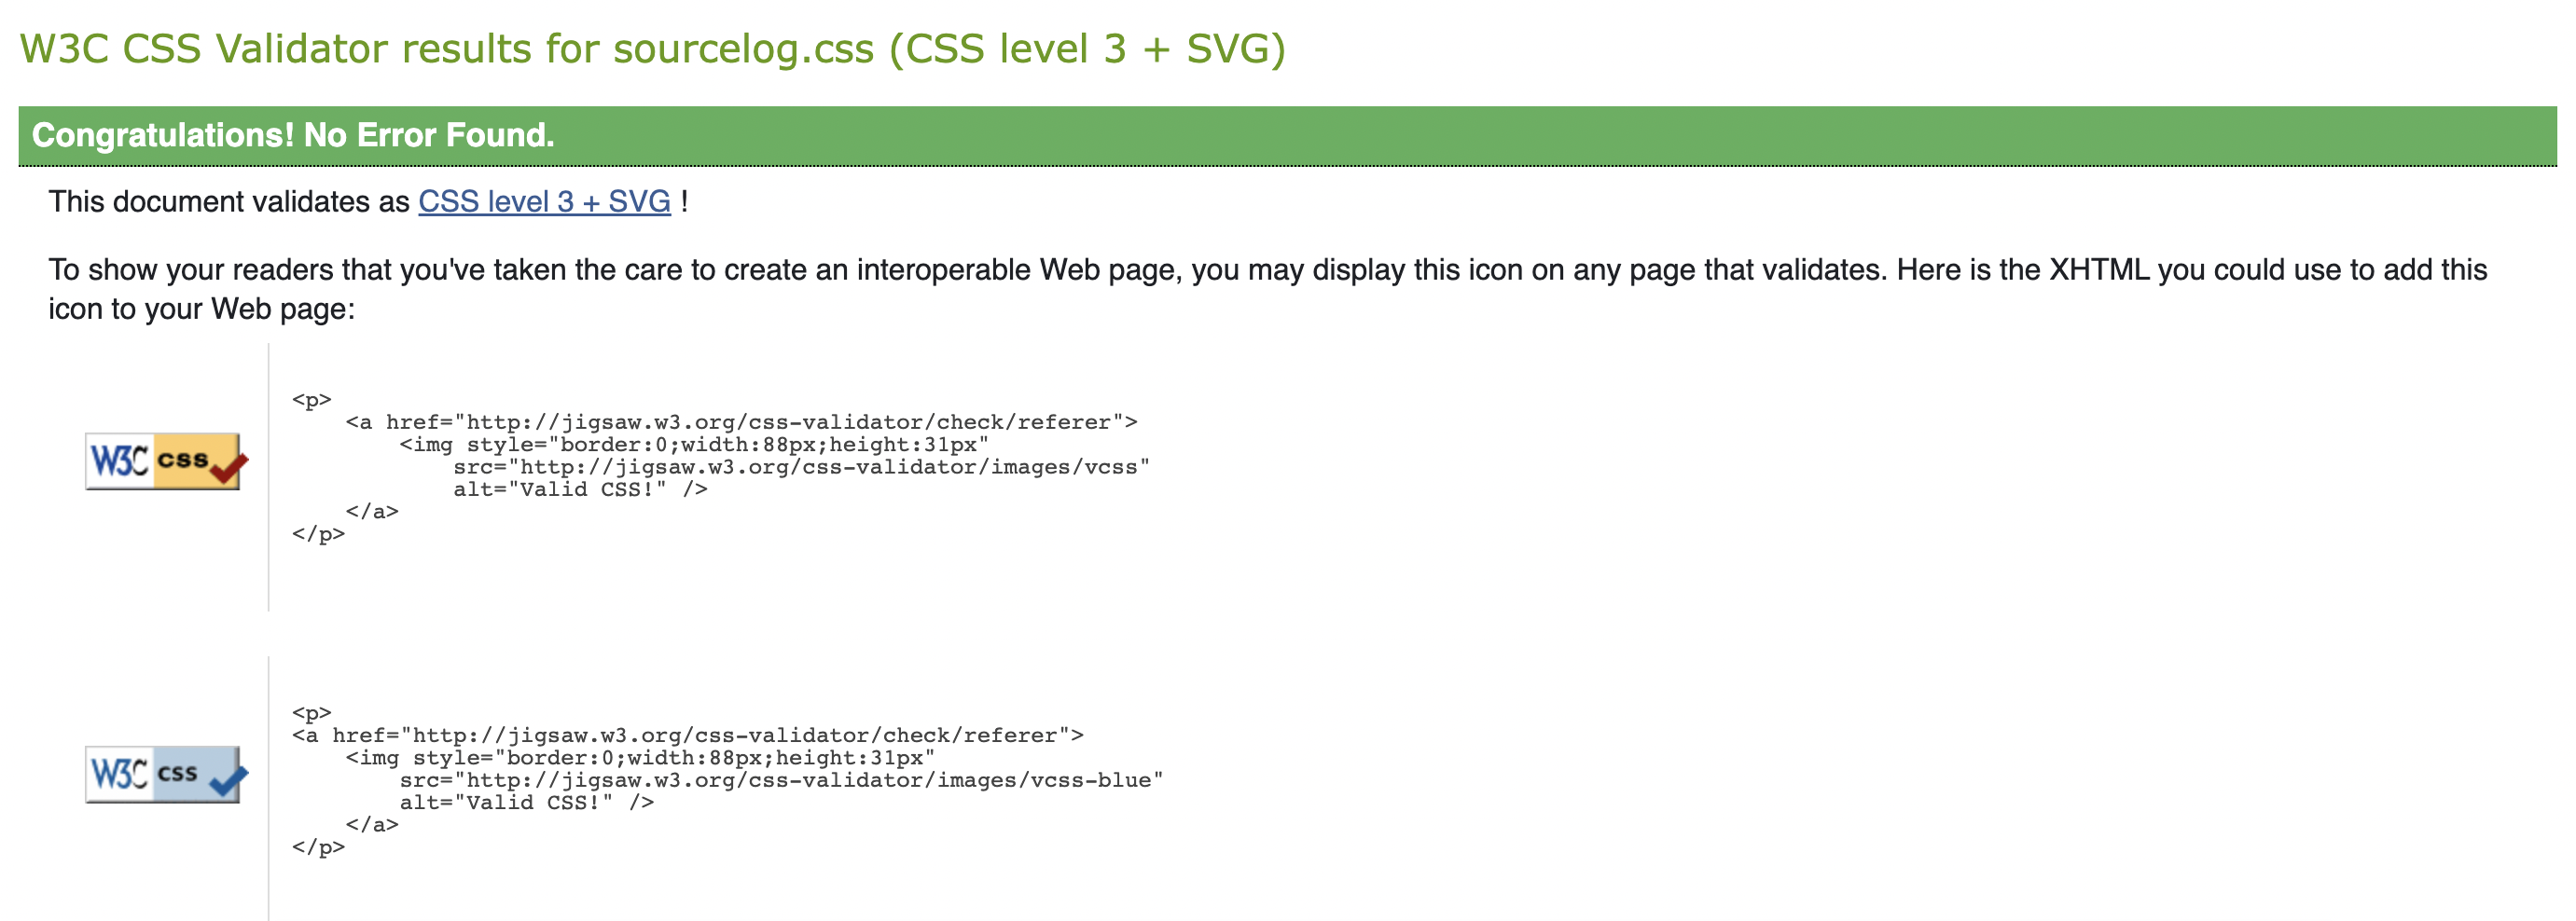 W3C CSS Validator results for sourcelog.css (CSS level 3 + SVG)
Congratulations! No Error Found.
This document validates as CSS level 3 + SVG !
To show your readers that you've taken the care to create an interoperable Web page, you may display this icon on any page that validates. Here is the XHTML you could use to add this
icon to your Web page:
W3C css
<p>
    <a href="http://jigsaw.w3.org/css-validator/check/referer">
        <img style="border:0;width:88px;height:31px"
            src="http://jigsaw.w3.org/css-validator/images/vcss"
            alt="Valid CSS!" />
    </a>
</p>
W3C css
<p>
<a href="http://jigsaw.w3.org/css-validator/check/referer">
    <img style="border:0;width:88px;height:31px"
        src="http://jigsaw.w3.org/css-validator/images/vcss-blue"
        alt="Valid CSS!" />
    </a>
</p>